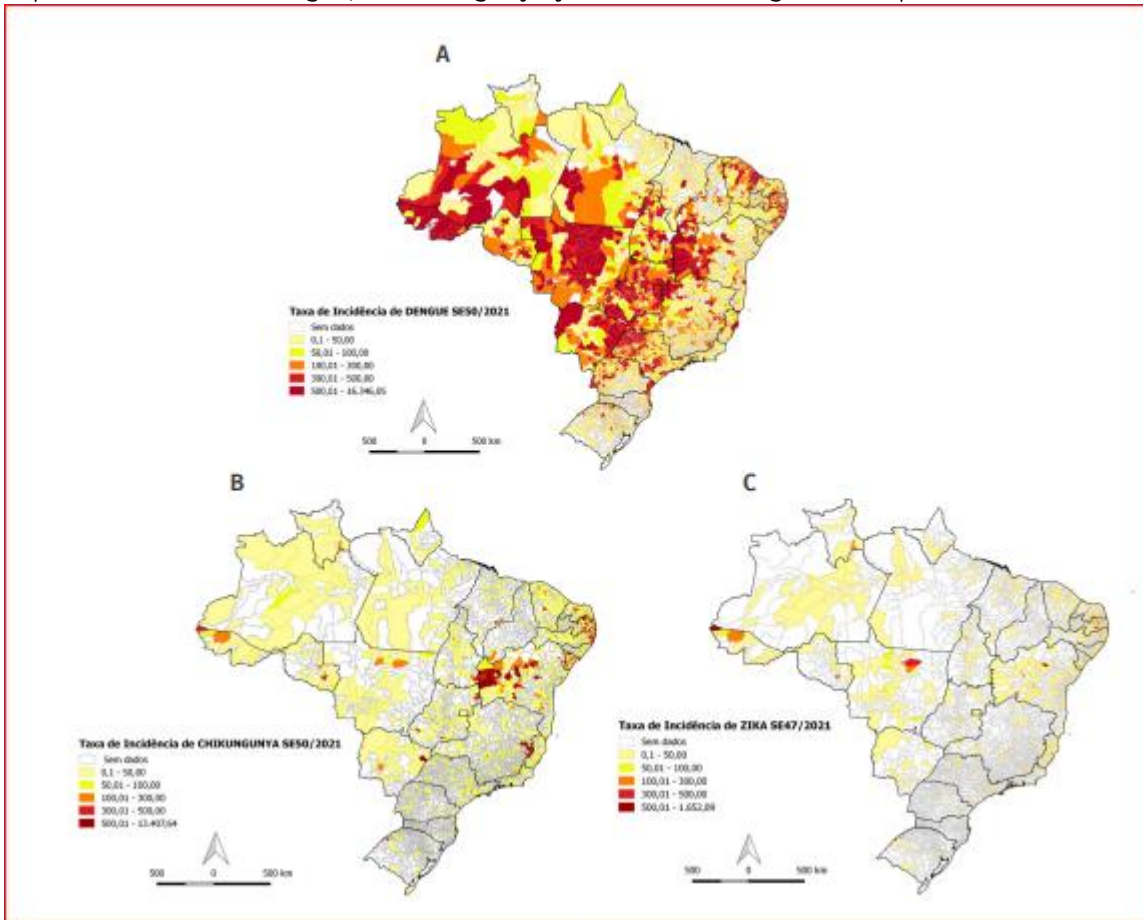 A
Taxa de Incidência de DENGUE SE50/2021
Sem dados
0,1 - 50,00
50,01 - 100,00
100,01 - 300,00
300,01 - 500,00
500,01 - 16.346,05
500 0 500 km
B
C
Taxa de Incidência de CHIKUNGUNYA SE50/2021
Sem dados
0,1 - 50,00
50,01 - 100,00
100,01 - 300,00
300,01 - 500,00
500,01 - 13.407,64
500 0 500 km
Taxa de Incidência de ZIKA SE47/2021
Sem dados
0,1 - 50,00
50,01 - 100,00
100,01 - 300,00
300,01 - 500,00
500,01 - 1.652,09
500 0 500 km